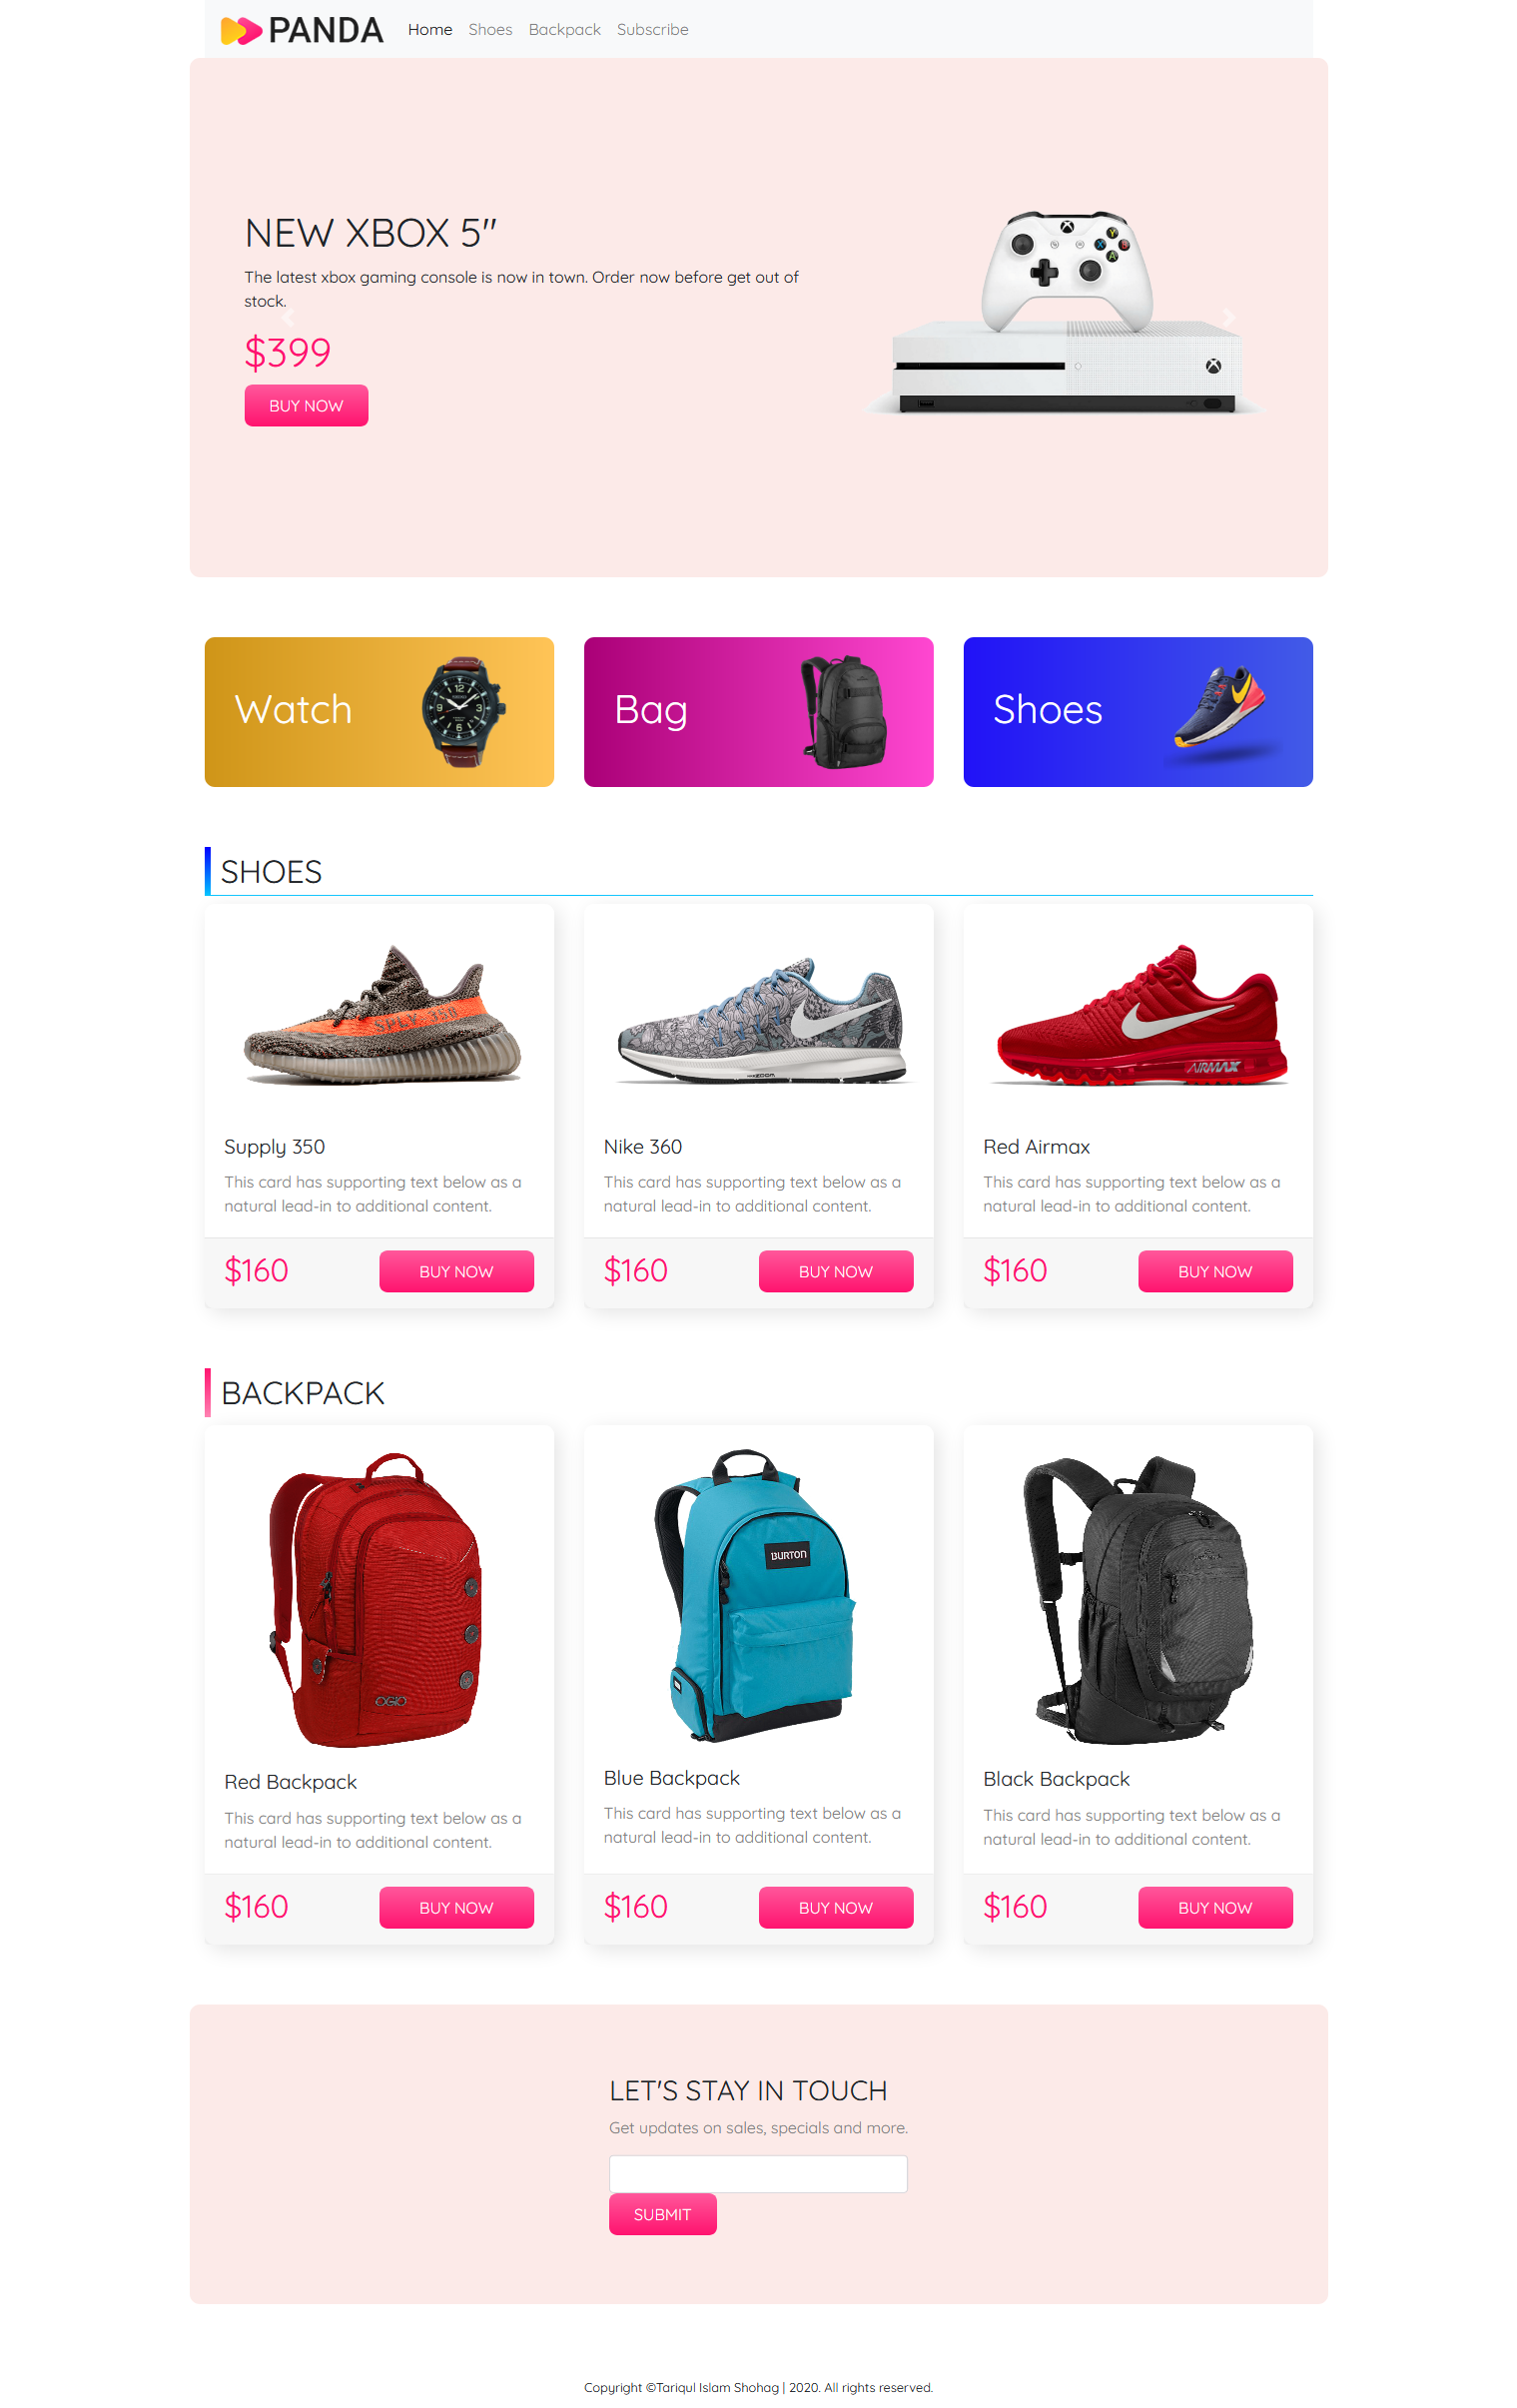 PANDA
Home Shoes Backpack Subscribe
NEW XBOX 5"
The latest xbox gaming console is now in town. Order now before get out of
stock.
$399
BUY NOW
Y
X B
A
Watch
Bag
Shoes
SHOES
SPLY 350
ZOOM
AIRMAX
Supply 350
This card has supporting text below as a
natural lead-in to additional content.
$160 BUY NOW
Nike 360
This card has supporting text below as a
natural lead-in to additional content.
$160 BUY NOW
Red Airmax
This card has supporting text below as a
natural lead-in to additional content.
$160 BUY NOW
BACKPACK
OGIO
BURTON
Red Backpack
This card has supporting text below as a
natural lead-in to additional content.
$160 BUY NOW
Blue Backpack
This card has supporting text below as a
natural lead-in to additional content.
$160 BUY NOW
Black Backpack
This card has supporting text below as a
natural lead-in to additional content.
$160 BUY NOW
LET'S STAY IN TOUCH
Get updates on sales, specials and more.
SUBMIT
Copyright ©Tariqul Islam Shohag | 2020. All rights reserved.